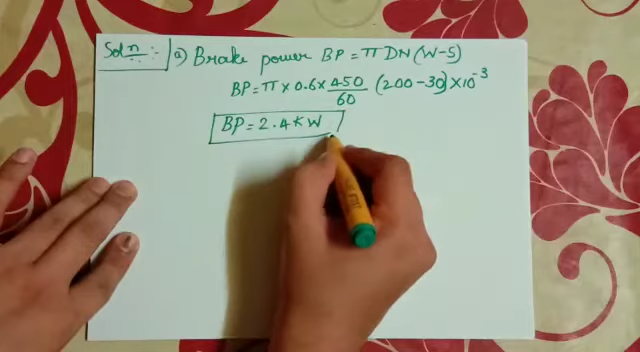 Soln :- a) Brake power BP = π DN (W-S)
BP = π × 0.6 × 450/60 (200-30) × 10⁻³
BP = 2.4 KW